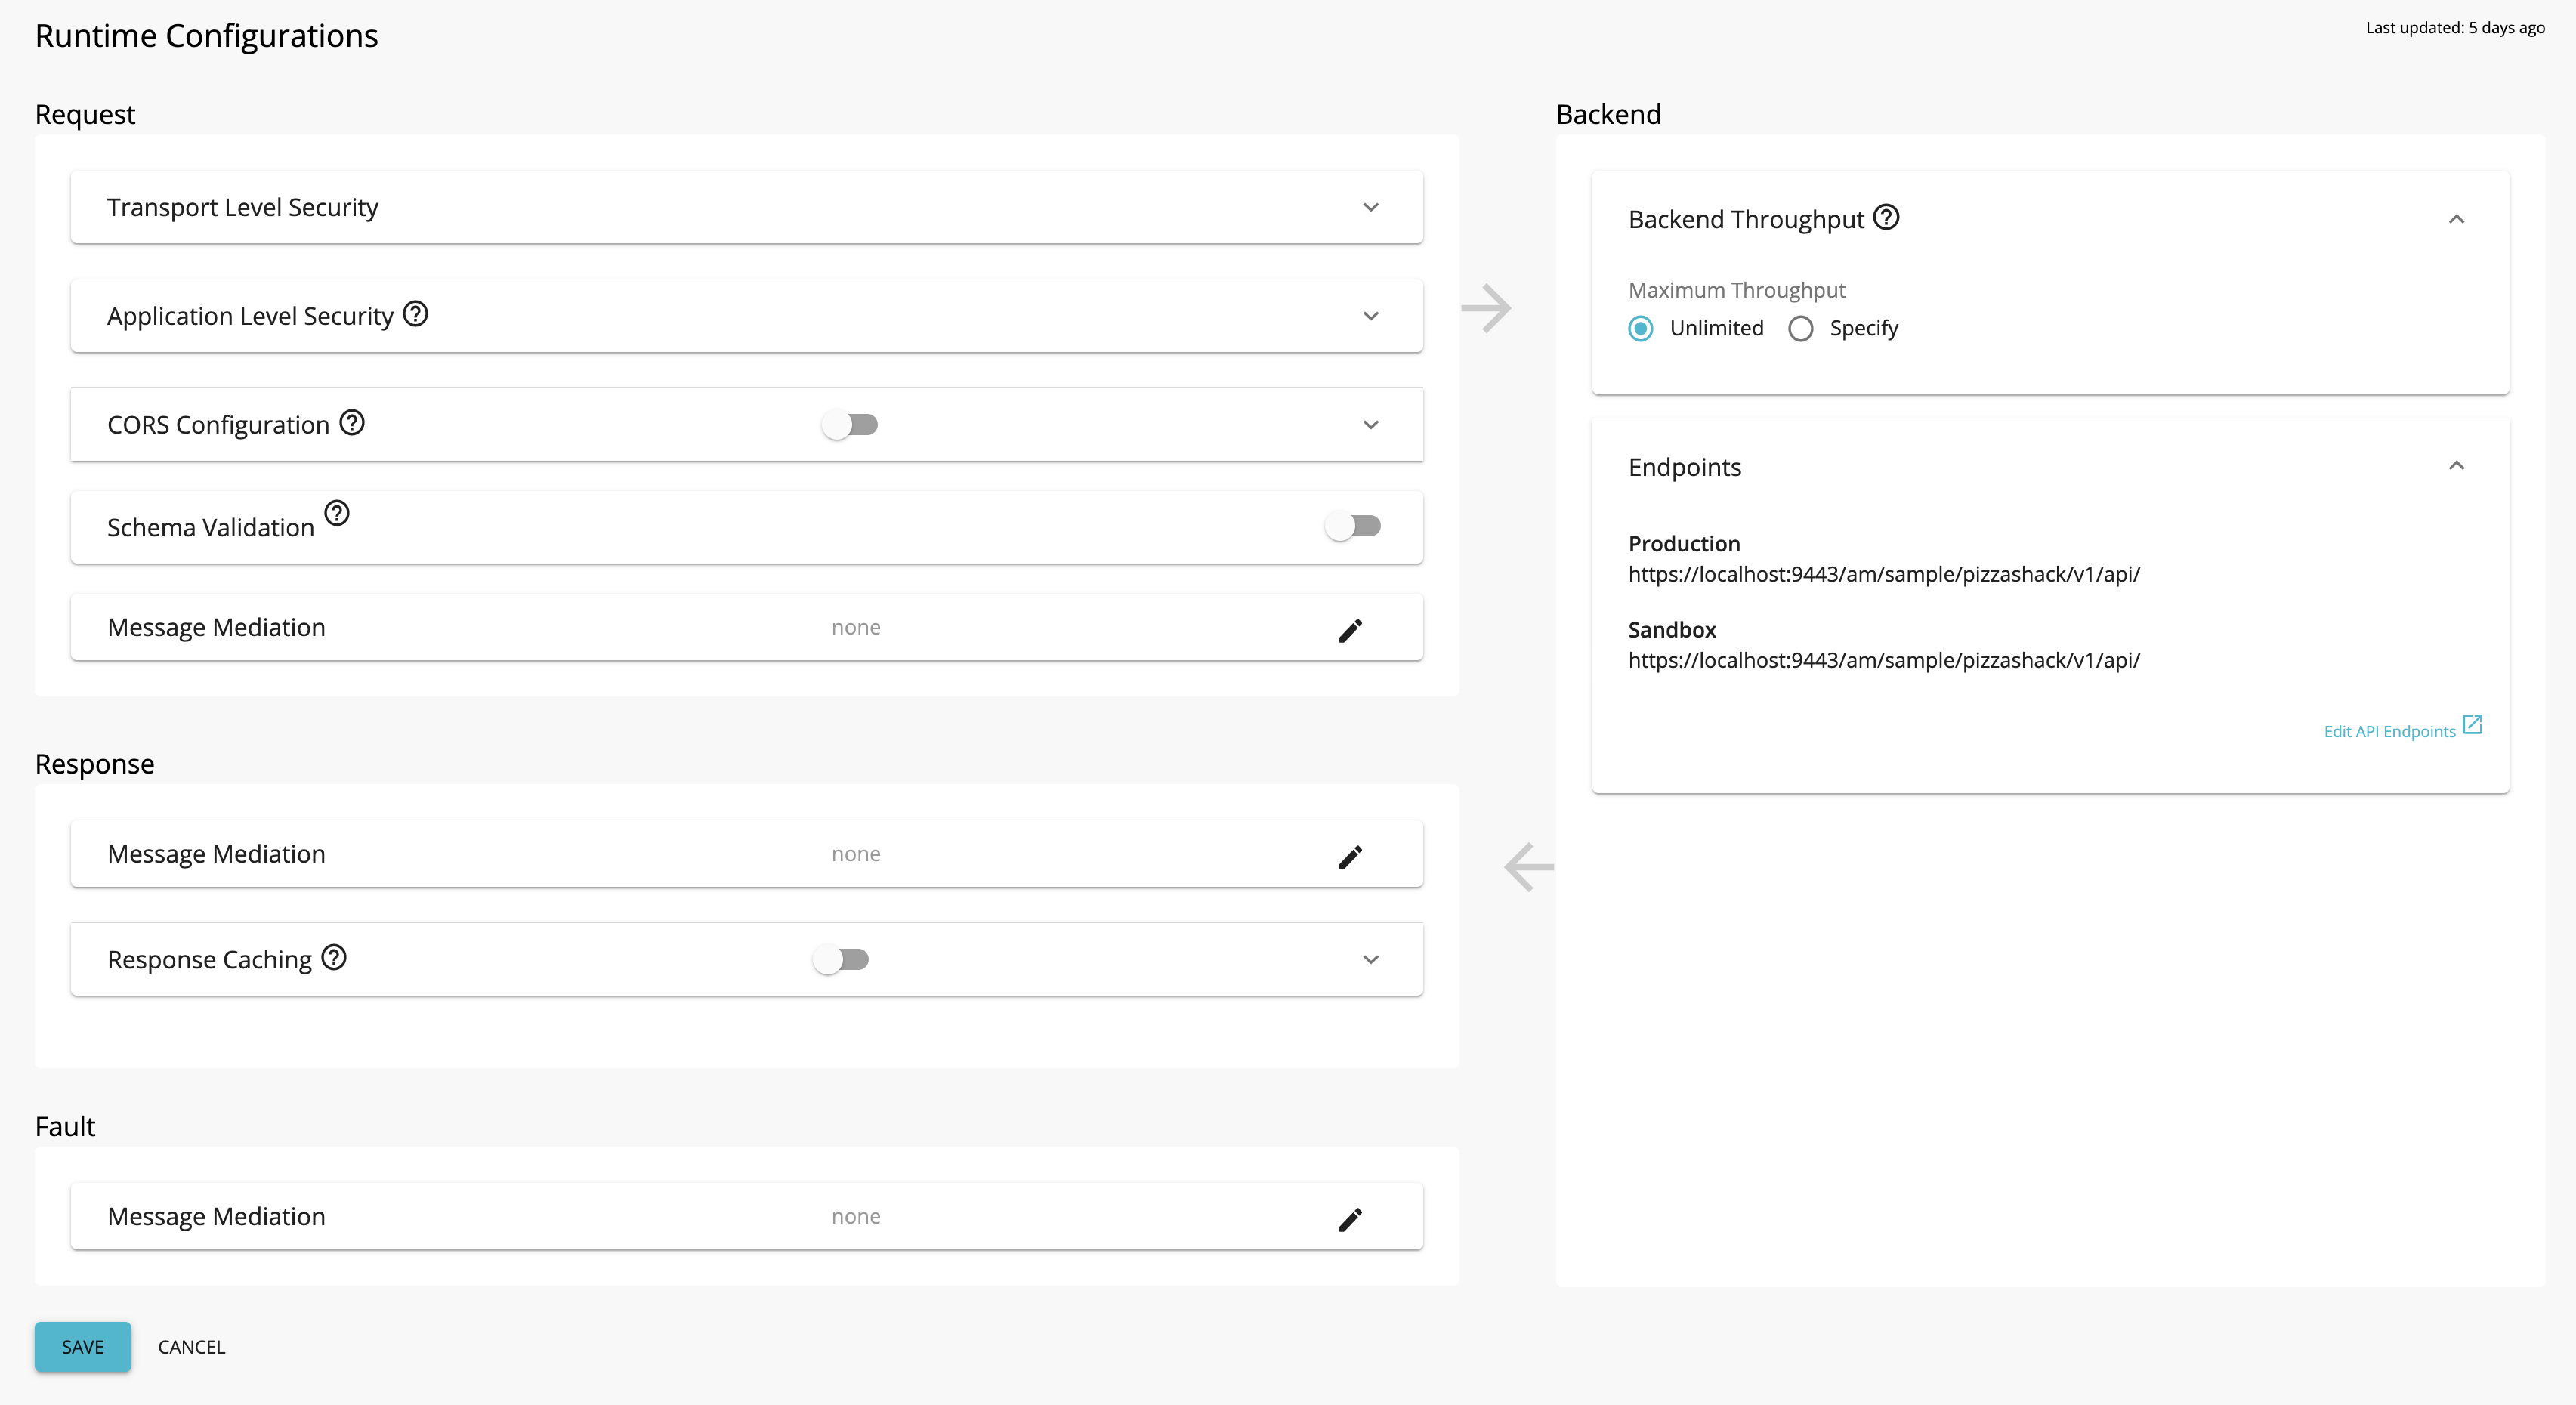 Runtime Configurations
Last updated: 5 days ago
Request
Transport Level Security
Application Level Security
CORS Configuration
Schema Validation
Message Mediation none
Response
Message Mediation none
Response Caching
Fault
Message Mediation none
Backend
Backend Throughput
Maximum Throughput
Unlimited Specify
Endpoints
Production
https://localhost:9443/am/sample/pizzashack/v1/api/
Sandbox
https://localhost:9443/am/sample/pizzashack/v1/api/
Edit API Endpoints
SAVE CANCEL